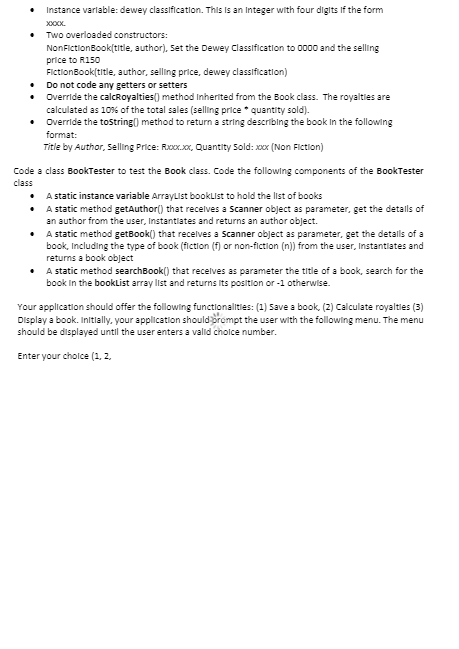 • Instance variable: dewey classification. This is an integer with four digits if the form
xxxx.
• Two overloaded constructors:
NonFictionBook(title, author), Set the Dewey Classification to 0000 and the selling
price to R150
FictionBook(title, author, selling price, dewey classification)
• Do not code any getters or setters
• Override the calcRoyalties() method inherited from the Book class. The royalties are
calculated as 10% of the total sales (selling price * quantity sold).
• Override the toString() method to return a string describing the book in the following
format:
Title by Author, Selling Price: Rxxx.xx, Quantity Sold: xxx (Non Fiction)
Code a class BookTester to test the Book class. Code the following components of the BookTester
class
• A static instance variable ArrayList bookList to hold the list of books
• A static method getAuthor() that receives a Scanner object as parameter, get the details of
an author from the user, instantiates and returns an author object.
• A static method getBook() that receives a Scanner object as parameter, get the details of a
book, including the type of book (fiction (f) or non-fiction (n)) from the user, instantiates and
returns a book object
• A static method searchBook() that receives as parameter the title of a book, search for the
book in the bookList array list and returns its position or -1 otherwise.
Your application should offer the following functionalities: (1) Save a book, (2) Calculate royalties (3)
Display a book. Initially, your application should prompt the user with the following menu. The menu
should be displayed until the user enters a valid choice number.
Enter your choice (1, 2,